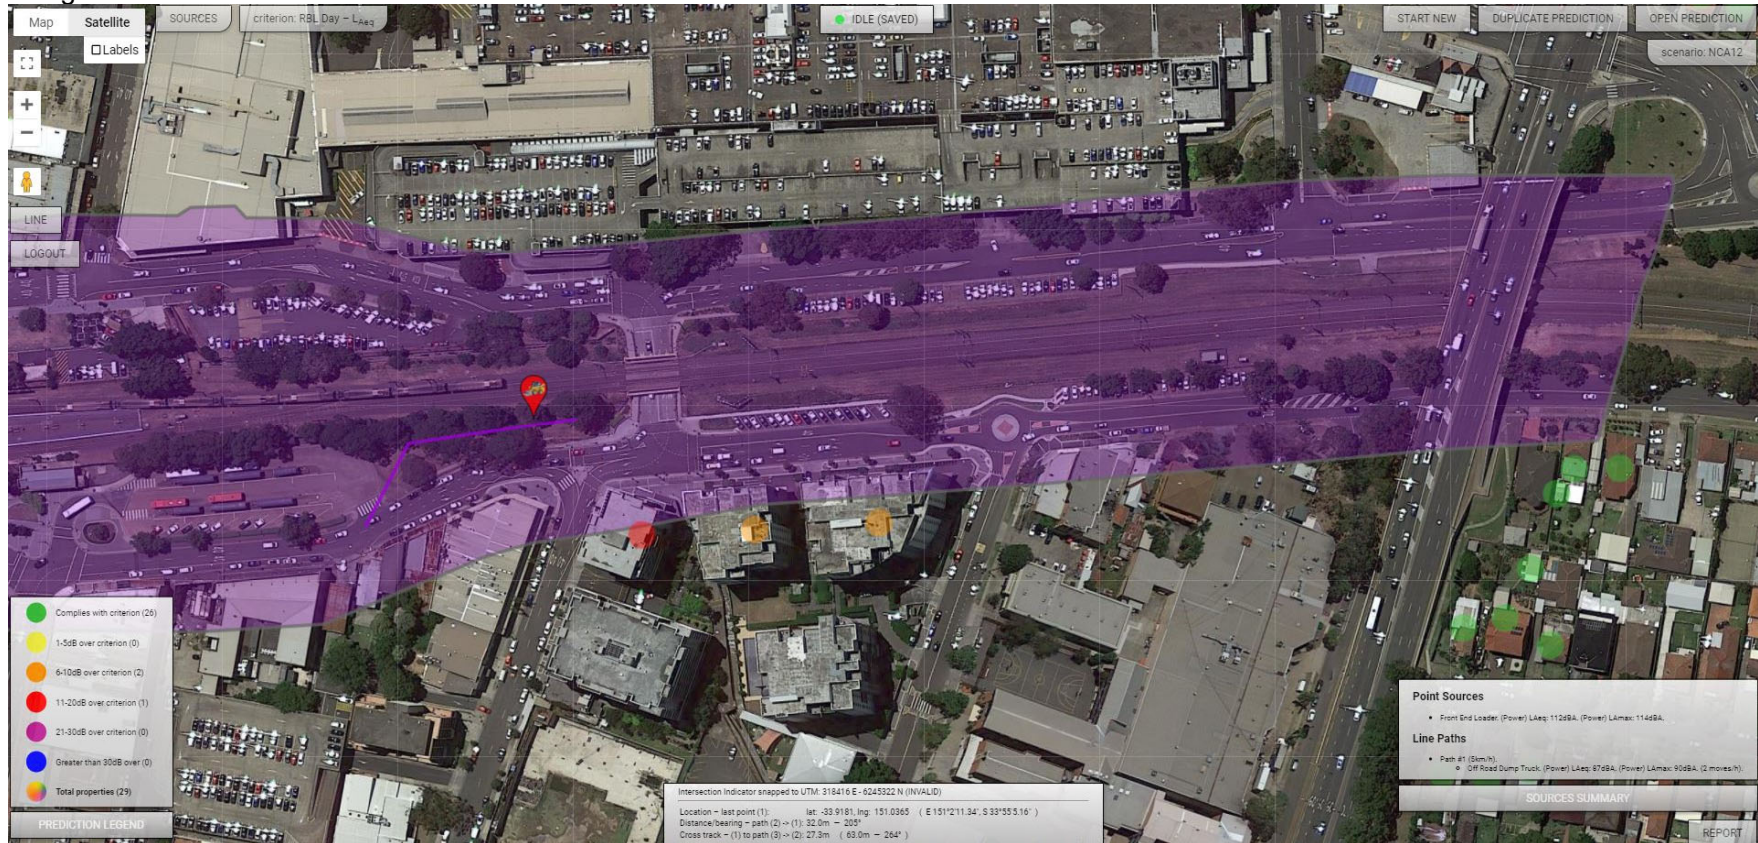 Map
Satellite
SOURCES
criterion: RBL Day – LAeq
IDLE (SAVED)
START NEW
DUPLICATE PREDICTION
OPEN PREDICTION
Labels
scenario: NCA12
LINE
LOGOUT
Complies with criterion (26)
1-5dB over criterion (0)
6-10dB over criterion (2)
11-20dB over criterion (1)
21-30dB over criterion (0)
Greater than 30dB over (0)
Total properties (29)
PREDICTION LEGEND
Intersection Indicator snapped to UTM: 318416 E - 6245322 N (INVALID)
Location – last point (1): lat: -33.9181, lng: 151.0365 ( E 151°2'11.34", S 33°55'5.16" )
Distance/bearing – path (2) -> (1): 32.0m – 205°
Cross track – (1) to path (3) -> (2): 27.3m ( 63.0m – 264° )
Point Sources
Front End Loader. (Power) LAeq: 112dBA, (Power) LAmax: 114dBA,
Line Paths
Path #1 (5km/h).
Off Road Dump Truck. (Power) LAeq: 67dBA, (Power) LAmax: 90dBA, (2 moves/h).
SOURCES SUMMARY
REPORT